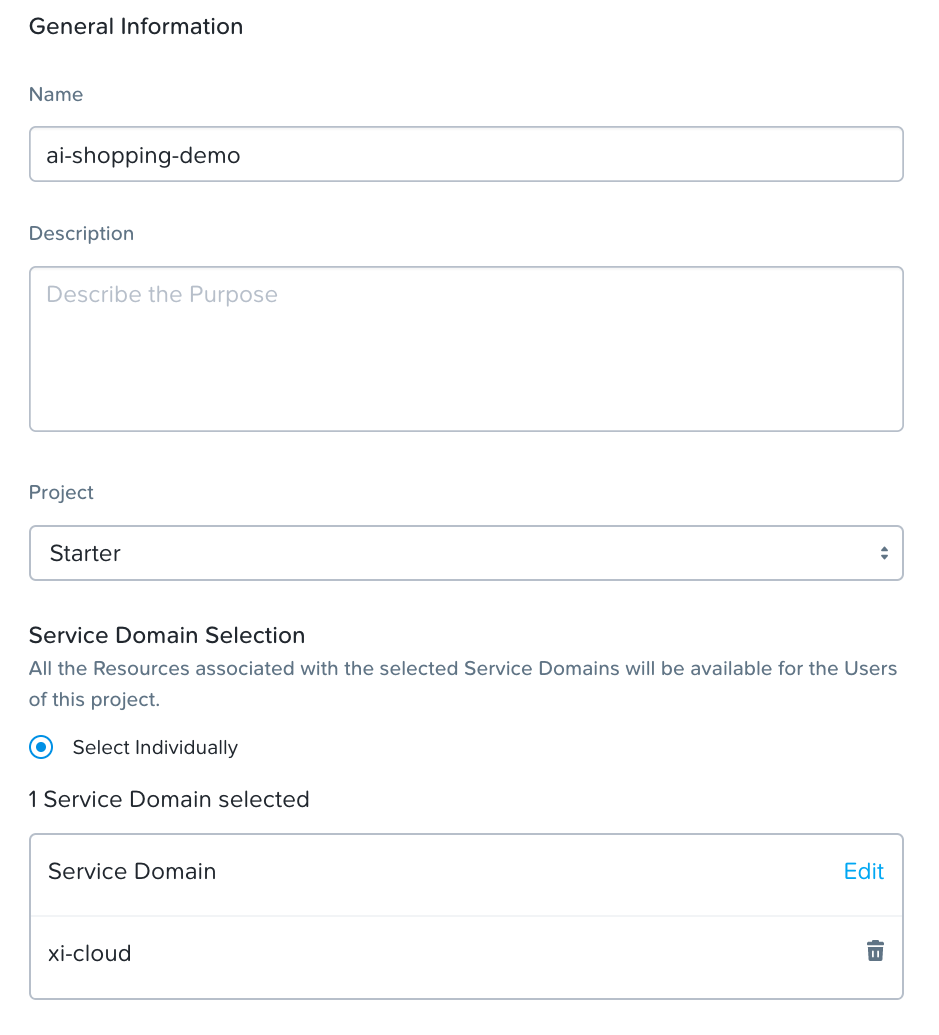 General Information
Name
ai-shopping-demo
Description
Describe the Purpose
Project
Starter
Service Domain Selection
All the Resources associated with the selected Service Domains will be available for the Users
of this project.
Select Individually
1 Service Domain selected
Service Domain Edit
xi-cloud